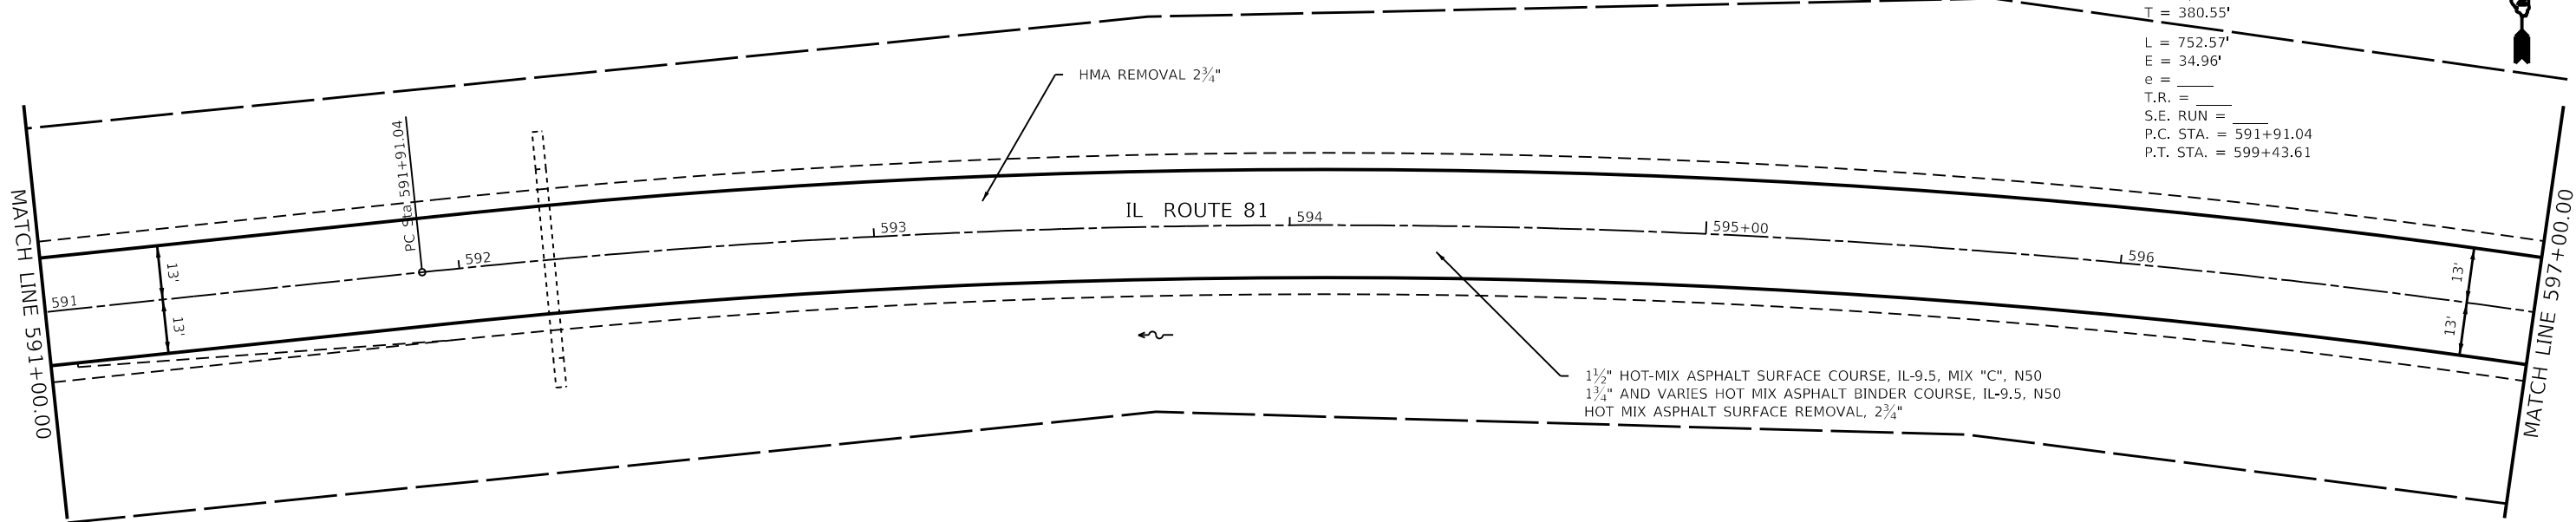 T = 380.55'
L = 752.57'
E = 34.96'
e = ____
T.R. = ____
S.E. RUN = ____
P.C. STA. = 591+91.04
P.T. STA. = 599+43.61
HMA REMOVAL 2¾"
PC Sta 591+91.04
MATCH LINE 591+00.00
MATCH LINE 597+00.00
IL ROUTE 81
591
592
593
594
595+00
596
13'
13'
13'
13'
1½" HOT-MIX ASPHALT SURFACE COURSE, IL-9.5, MIX "C", N50
1¾" AND VARIES HOT MIX ASPHALT BINDER COURSE, IL-9.5, N50
HOT MIX ASPHALT SURFACE REMOVAL, 2¾"